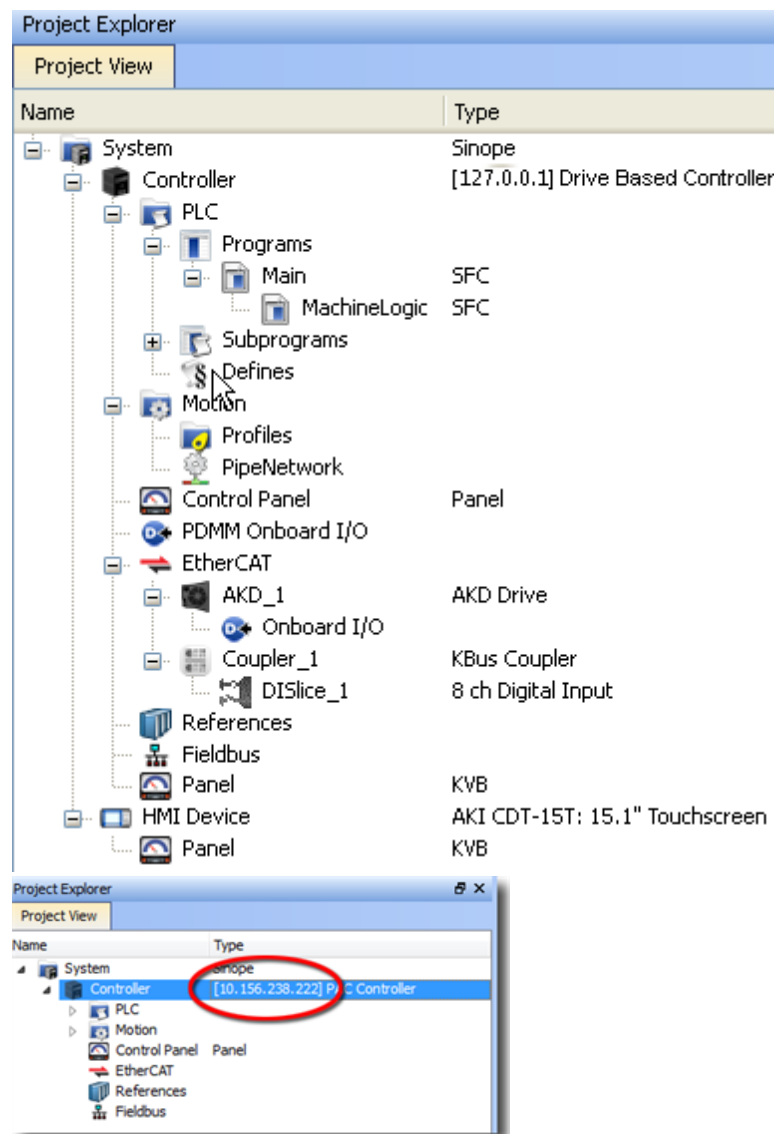 Project Explorer
Project View
Name Type
System Sinope
Controller [127.0.0.1] Drive Based Controller
PLC
Programs
Main SFC
MachineLogic SFC
Subprograms
Defines
Motion
Profiles
PipeNetwork
Control Panel Panel
PDMM Onboard I/O
EtherCAT
AKD_1 AKD Drive
Onboard I/O
Coupler_1 KBus Coupler
DISlice_1 8 ch Digital Input
References
Fieldbus
Panel KVB
HMI Device AKI CDT-15T: 15.1" Touchscreen
Panel KVB
Project Explorer
Project View
Name Type
System Sinope
Controller [10.156.238.222] PAC Controller
PLC
Motion
Control Panel Panel
EtherCAT
References
Fieldbus